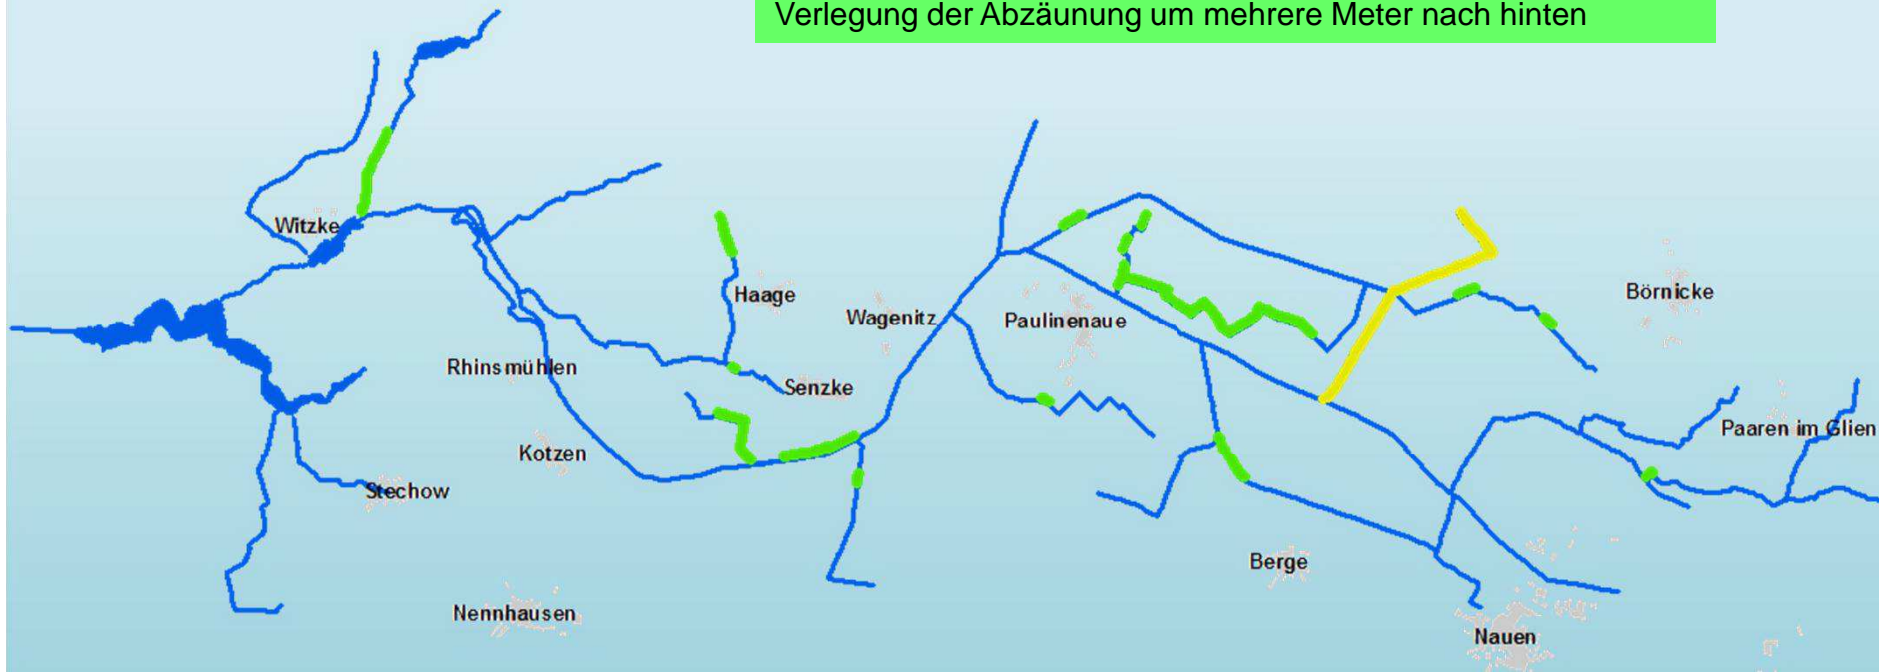 Verlegung der Abzäunung um mehrere Meter nach hinten
Witzke
Haage
Börnicke
Wagenitz
Paulinenaue
Rhinsmühlen
Senzke
Paaren im Glien
Kotzen
Stechow
Berge
Nennhausen
Nauen